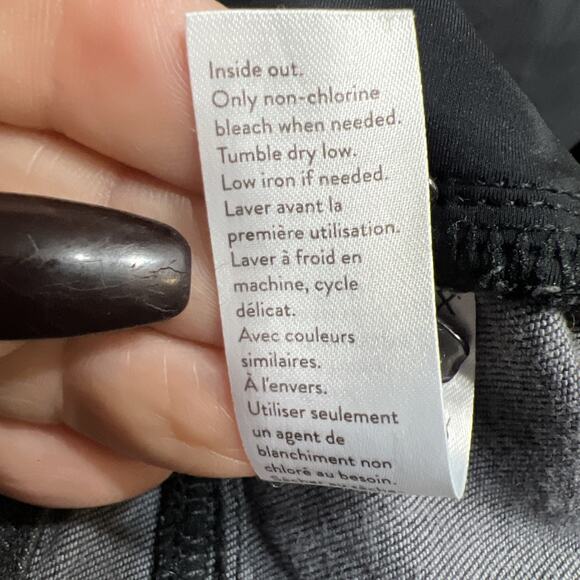 Inside out.
Only non-chlorine
bleach when needed.
Tumble dry low.
Low iron if needed.
Laver avant la
première utilisation.
Laver à froid en
machine, cycle
délicat.
Avec couleurs
similaires.
À l'envers.
Utiliser seulement
un agent de
blanchiment non
chloré au besoin.